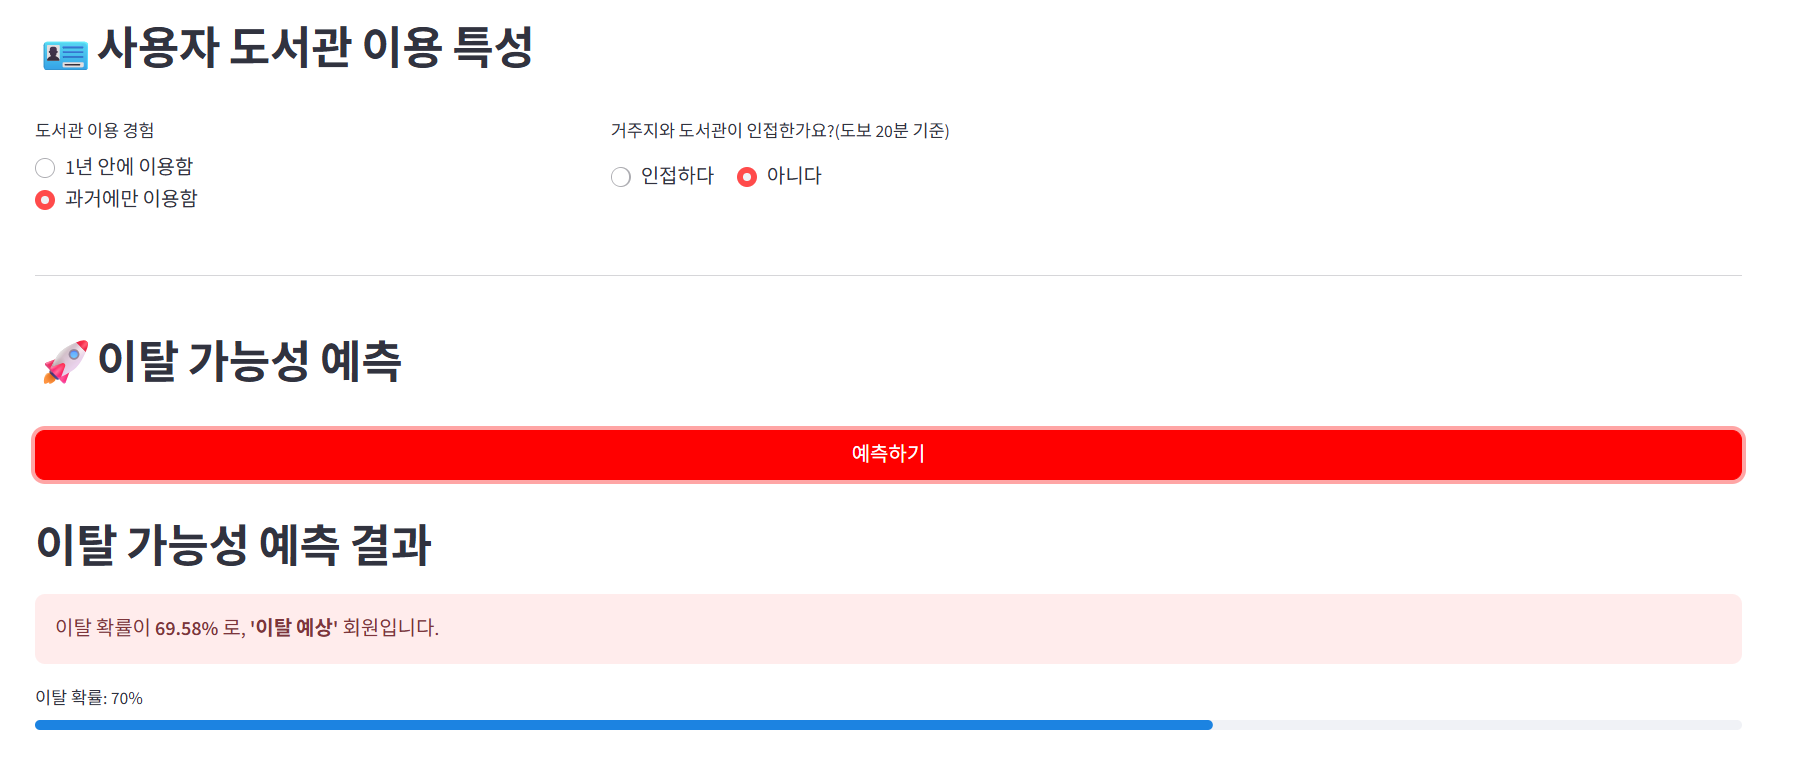 사용자 도서관 이용 특성
도서관 이용 경험
1년 안에 이용함
과거에만 이용함
거주지와 도서관이 인접한가요?(도보 20분 기준)
인접하다 아니다
이탈 가능성 예측
예측하기
이탈 가능성 예측 결과
이탈 확률이 69.58% 로, '이탈 예상' 회원입니다.
이탈 확률: 70%